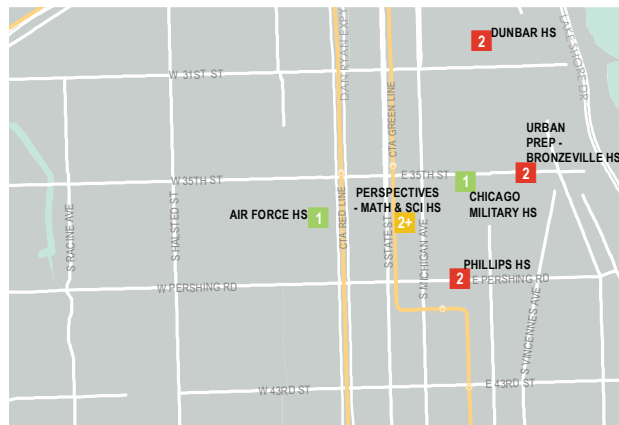 2
DUNBAR HS
LAKE SHORE DR
DAN RYAN EXPY
W 31ST ST
CTA GREEN LINE
URBAN
PREP -
BRONZEVILLE HS
2
W 35TH ST
E 35TH ST
1
PERSPECTIVES
- MATH & SCI HS
CHICAGO
MILITARY HS
AIR FORCE HS
1
2+
S RACINE AVE
S HALSTED ST
CTA RED LINE
S STATE ST
S MICHIGAN AVE
PHILLIPS HS
2
W PERSHING RD
E PERSHING RD
S VINCENNES AVE
W 43RD ST
E 43RD ST